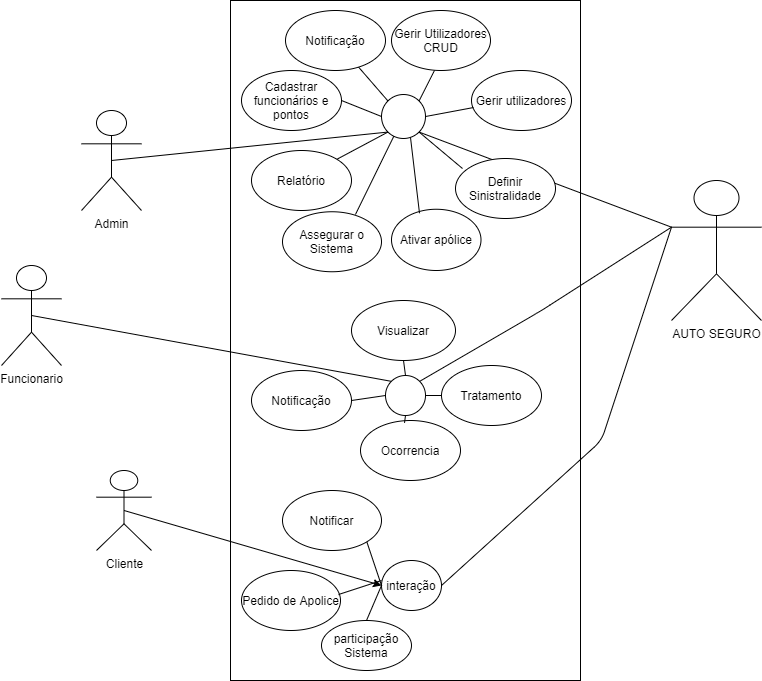 Notificação
Gerir Utilizadores
CRUD
Cadastrar
funcionários e
pontos
Gerir utilizadores
Admin
Relatório
Definir
Sinistralidade
Assegurar o
Sistema
Ativar apólice
AUTO SEGURO
Funcionario
Visualizar
Notificação
Tratamento
Ocorrencia
Cliente
Notificar
interação
Pedido de Apolice
participação
Sistema